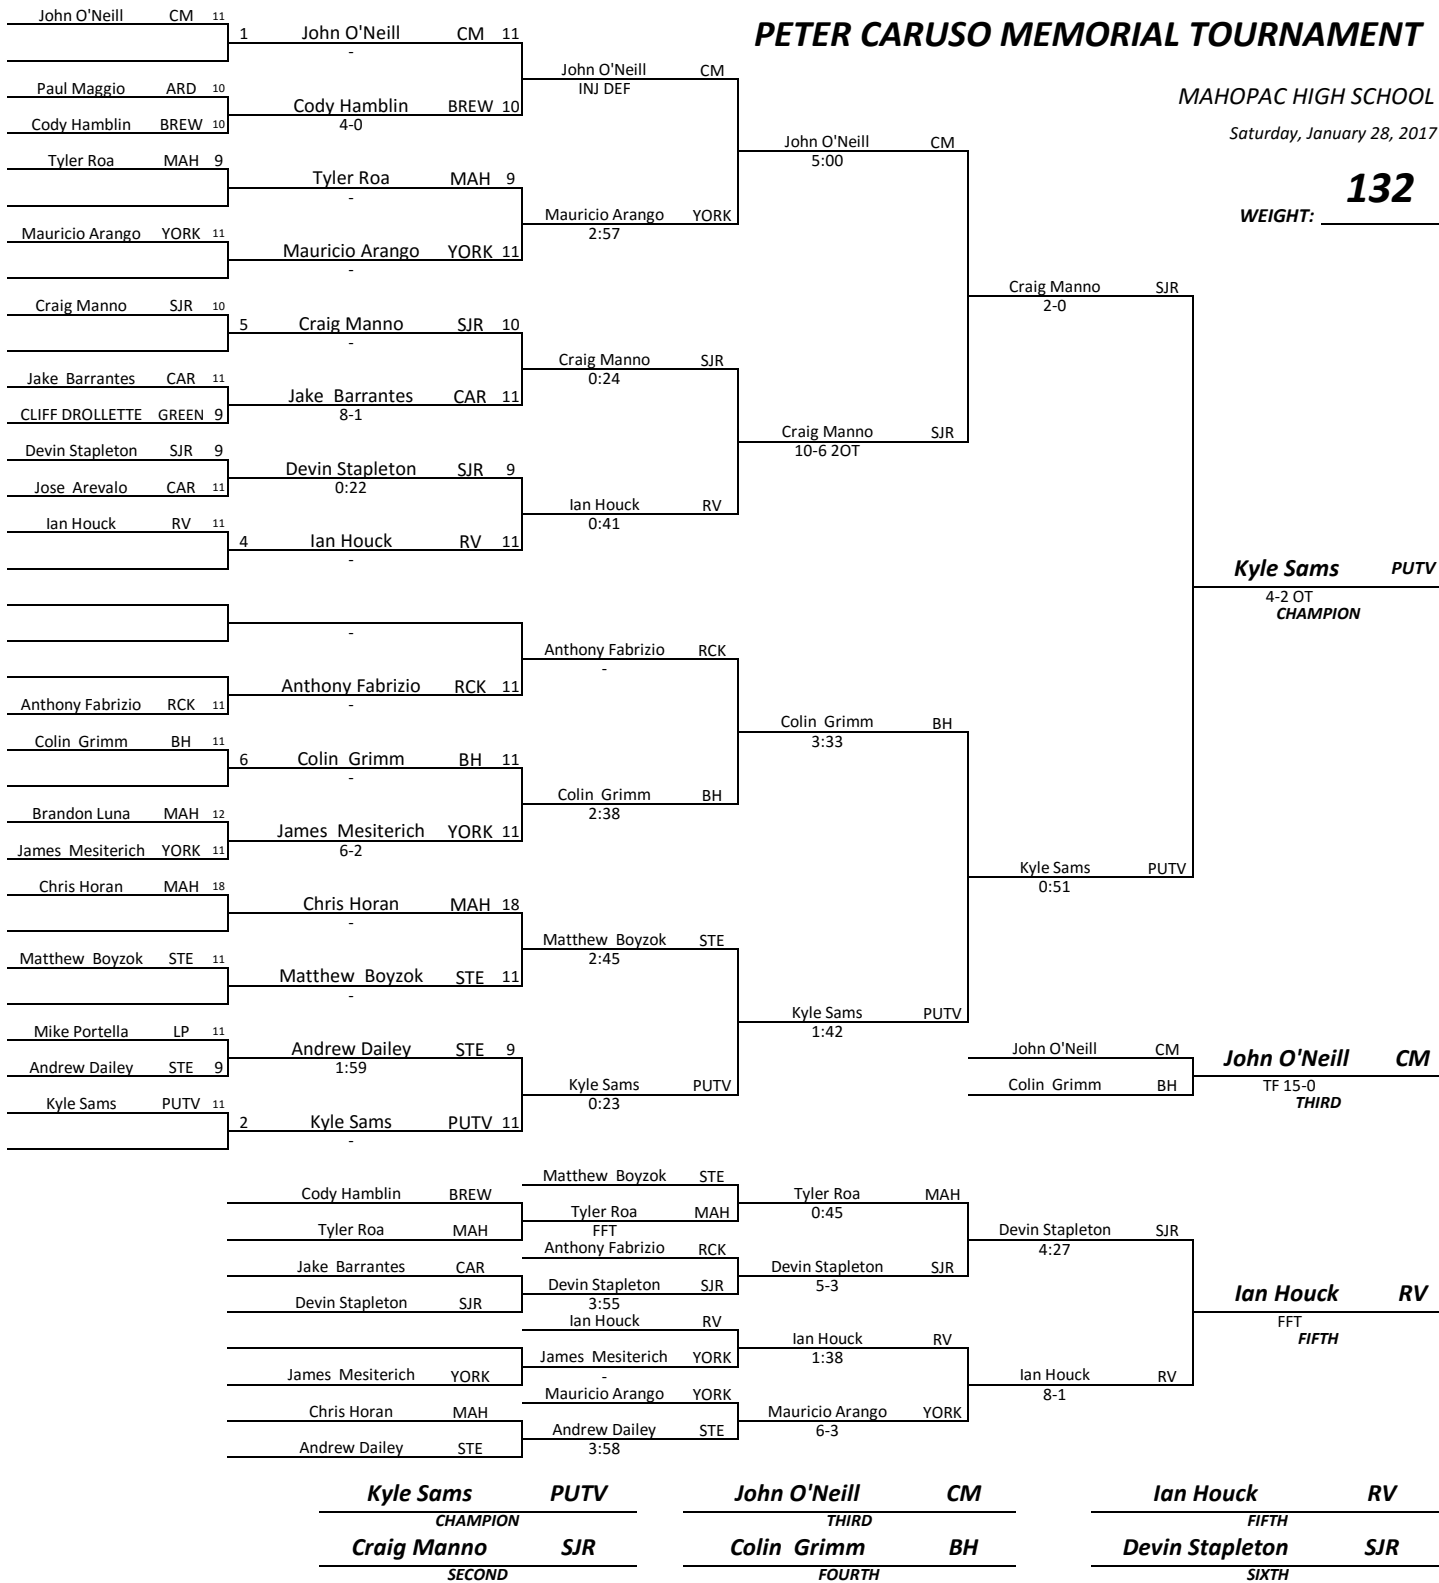 PETER CARUSO MEMORIAL TOURNAMENT
MAHOPAC HIGH SCHOOL
Saturday, January 28, 2017
132
WEIGHT:
John O'Neill CM 11
Paul Maggio ARD 10
Cody Hamblin BREW 10
Tyler Roa MAH 9
Mauricio Arango YORK 11
Craig Manno SJR 10
Jake Barrantes CAR 11
CLIFF DROLLETTE GREEN 9
Devin Stapleton SJR 9
Jose Arevalo CAR 11
Ian Houck RV 11
Anthony Fabrizio RCK 11
Colin Grimm BH 11
Brandon Luna MAH 12
James Mesiterich YORK 11
Chris Horan MAH 18
Matthew Boyzok STE 11
Mike Portella LP 11
Andrew Dailey STE 9
Kyle Sams PUTV 11
1 John O'Neill CM 11
-
Cody Hamblin BREW 10
4-0
Tyler Roa MAH 9
-
Mauricio Arango YORK 11
-
5 Craig Manno SJR 10
-
Jake Barrantes CAR 11
8-1
Devin Stapleton SJR 9
0:22
4 Ian Houck RV 11
-
-
Anthony Fabrizio RCK 11
-
6 Colin Grimm BH 11
-
James Mesiterich YORK 11
6-2
Chris Horan MAH 18
-
Matthew Boyzok STE 11
-
Andrew Dailey STE 9
1:59
2 Kyle Sams PUTV 11
-
John O'Neill CM
INJ DEF
Mauricio Arango YORK
2:57
Craig Manno SJR
0:24
Ian Houck RV
0:41
Anthony Fabrizio RCK
-
Colin Grimm BH
2:38
Matthew Boyzok STE
2:45
Kyle Sams PUTV
0:23
John O'Neill CM
5:00
Craig Manno SJR
10-6 2OT
Colin Grimm BH
3:33
Kyle Sams PUTV
1:42
Craig Manno SJR
2-0
Kyle Sams PUTV
0:51
Kyle Sams PUTV
4-2 OT
CHAMPION
John O'Neill CM
Colin Grimm BH
John O'Neill CM
TF 15-0
THIRD
Cody Hamblin BREW
Tyler Roa MAH
Jake Barrantes CAR
Devin Stapleton SJR
James Mesiterich YORK
Chris Horan MAH
Andrew Dailey STE
Matthew Boyzok STE
Tyler Roa MAH
FFT
Anthony Fabrizio RCK
Devin Stapleton SJR
3:55
Ian Houck RV
James Mesiterich YORK
-
Mauricio Arango YORK
Andrew Dailey STE
3:58
Tyler Roa MAH
0:45
Devin Stapleton SJR
5-3
Ian Houck RV
1:38
Mauricio Arango YORK
6-3
Devin Stapleton SJR
4:27
Ian Houck RV
8-1
Ian Houck RV
FFT
FIFTH
Kyle Sams PUTV
CHAMPION
John O'Neill CM
THIRD
Ian Houck RV
FIFTH
Craig Manno SJR
SECOND
Colin Grimm BH
FOURTH
Devin Stapleton SJR
SIXTH